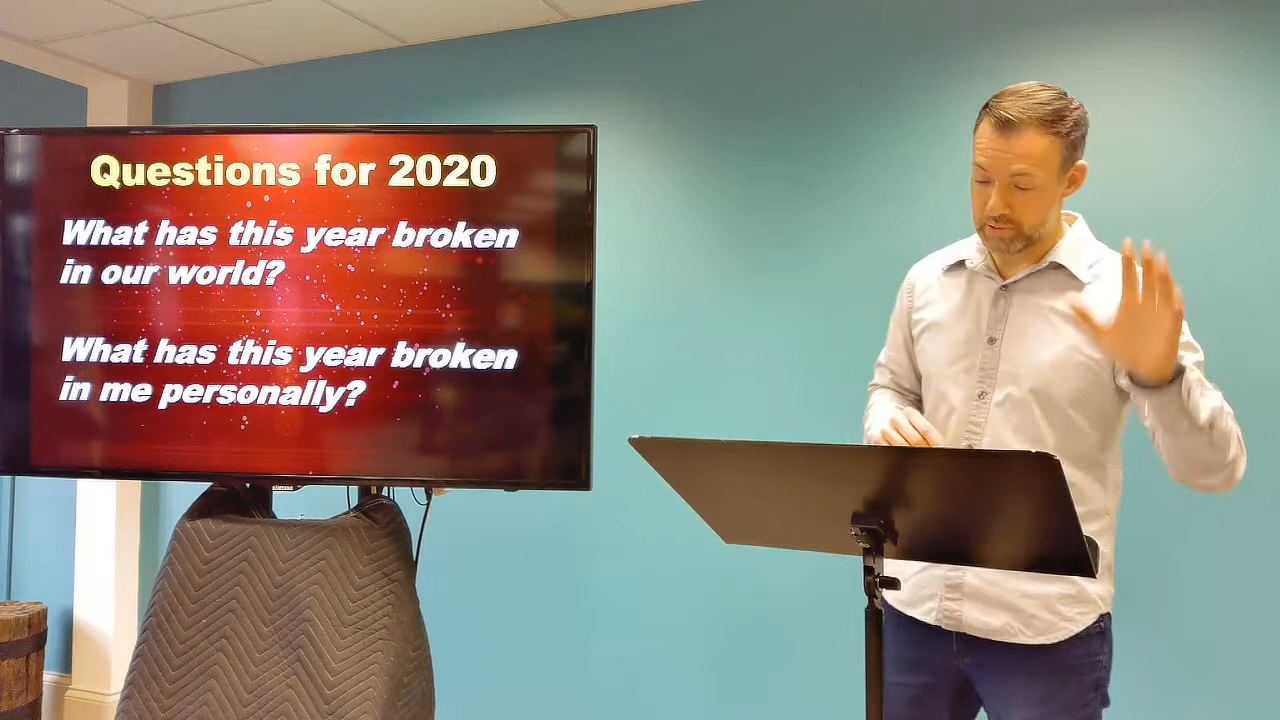 Questions for 2020
What has this year broken
in our world?
What has this year broken
in me personally?